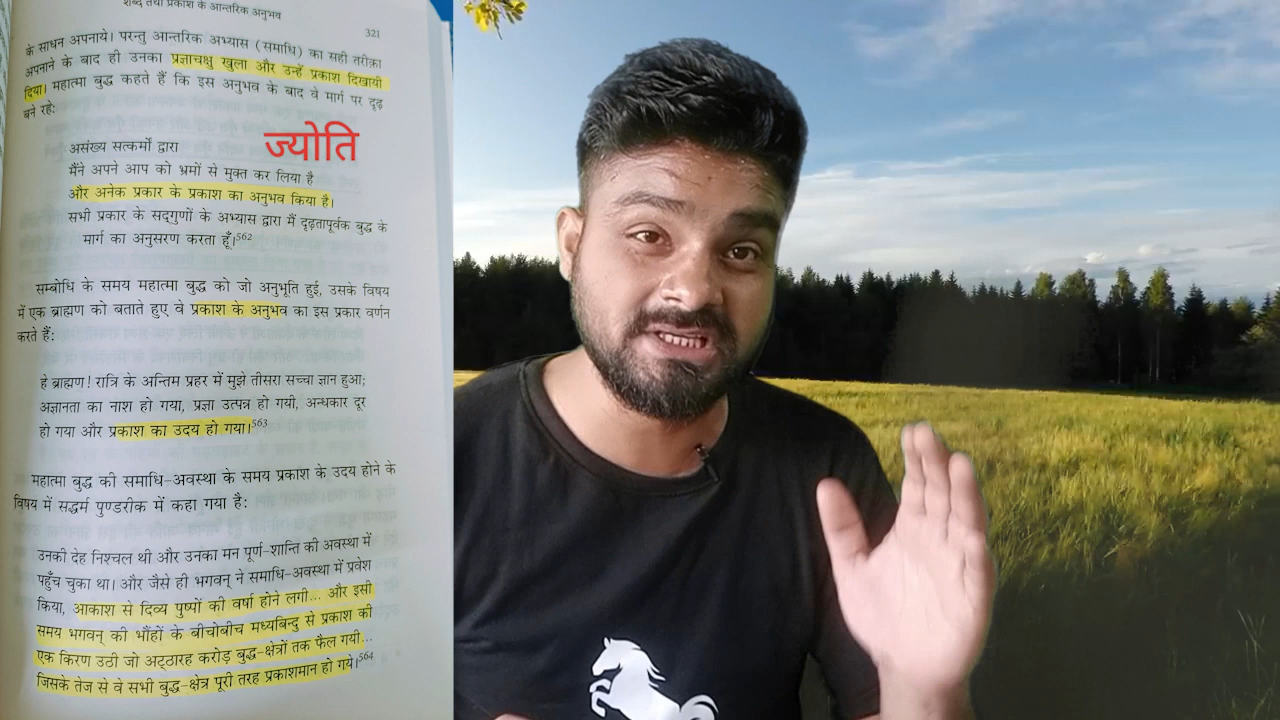 शब्द तथा प्रकाश के आन्तरिक अनुभव
321
के साधन अपनाये। परन्तु आन्तरिक अभ्यास (समाधि) का सही तरीक़ा
अपनाने के बाद ही उनका प्रज्ञाचक्षु खुला और उन्हें प्रकाश दिखायी
दिया। महात्मा बुद्ध कहते हैं कि इस अनुभव के बाद वे मार्ग पर दृढ़
बने रहे:
ज्योति
असंख्य सत्कर्मों द्वारा
मैंने अपने आप को भ्रमों से मुक्त कर लिया है
और अनेक प्रकार के प्रकाश का अनुभव किया है।
सभी प्रकार के सद्गुणों के अभ्यास द्वारा मैं दृढ़तापूर्वक बुद्ध के
मार्ग का अनुसरण करता हूँ।562
सम्बोधि के समय महात्मा बुद्ध को जो अनुभूति हुई, उसके विषय
में एक ब्राह्मण को बताते हुए वे प्रकाश के अनुभव का इस प्रकार वर्णन
करते हैं:
हे ब्राह्मण! रात्रि के अन्तिम प्रहर में मुझे तीसरा सच्चा ज्ञान हुआ;
अज्ञानता का नाश हो गया, प्रज्ञा उत्पन्न हो गयी, अन्धकार दूर
हो गया और प्रकाश का उदय हो गया।563
महात्मा बुद्ध की समाधि-अवस्था के समय प्रकाश के उदय होने के
विषय में सद्धर्म पुण्डरीक में कहा गया है:
उनकी देह निश्चल थी और उनका मन पूर्ण-शान्ति की अवस्था में
पहुँच चुका था। और जैसे ही भगवन् ने समाधि-अवस्था में प्रवेश
किया, आकाश से दिव्य पुष्पों की वर्षा होने लगी... और इसी
समय भगवन् की भौंहों के बीचोबीच मध्यबिन्दु से प्रकाश की
एक किरण उठी जो अट्ठारह करोड़ बुद्ध-क्षेत्रों तक फैल गयी...
जिसके तेज से वे सभी बुद्ध-क्षेत्र पूरी तरह प्रकाशमान हो गये।564